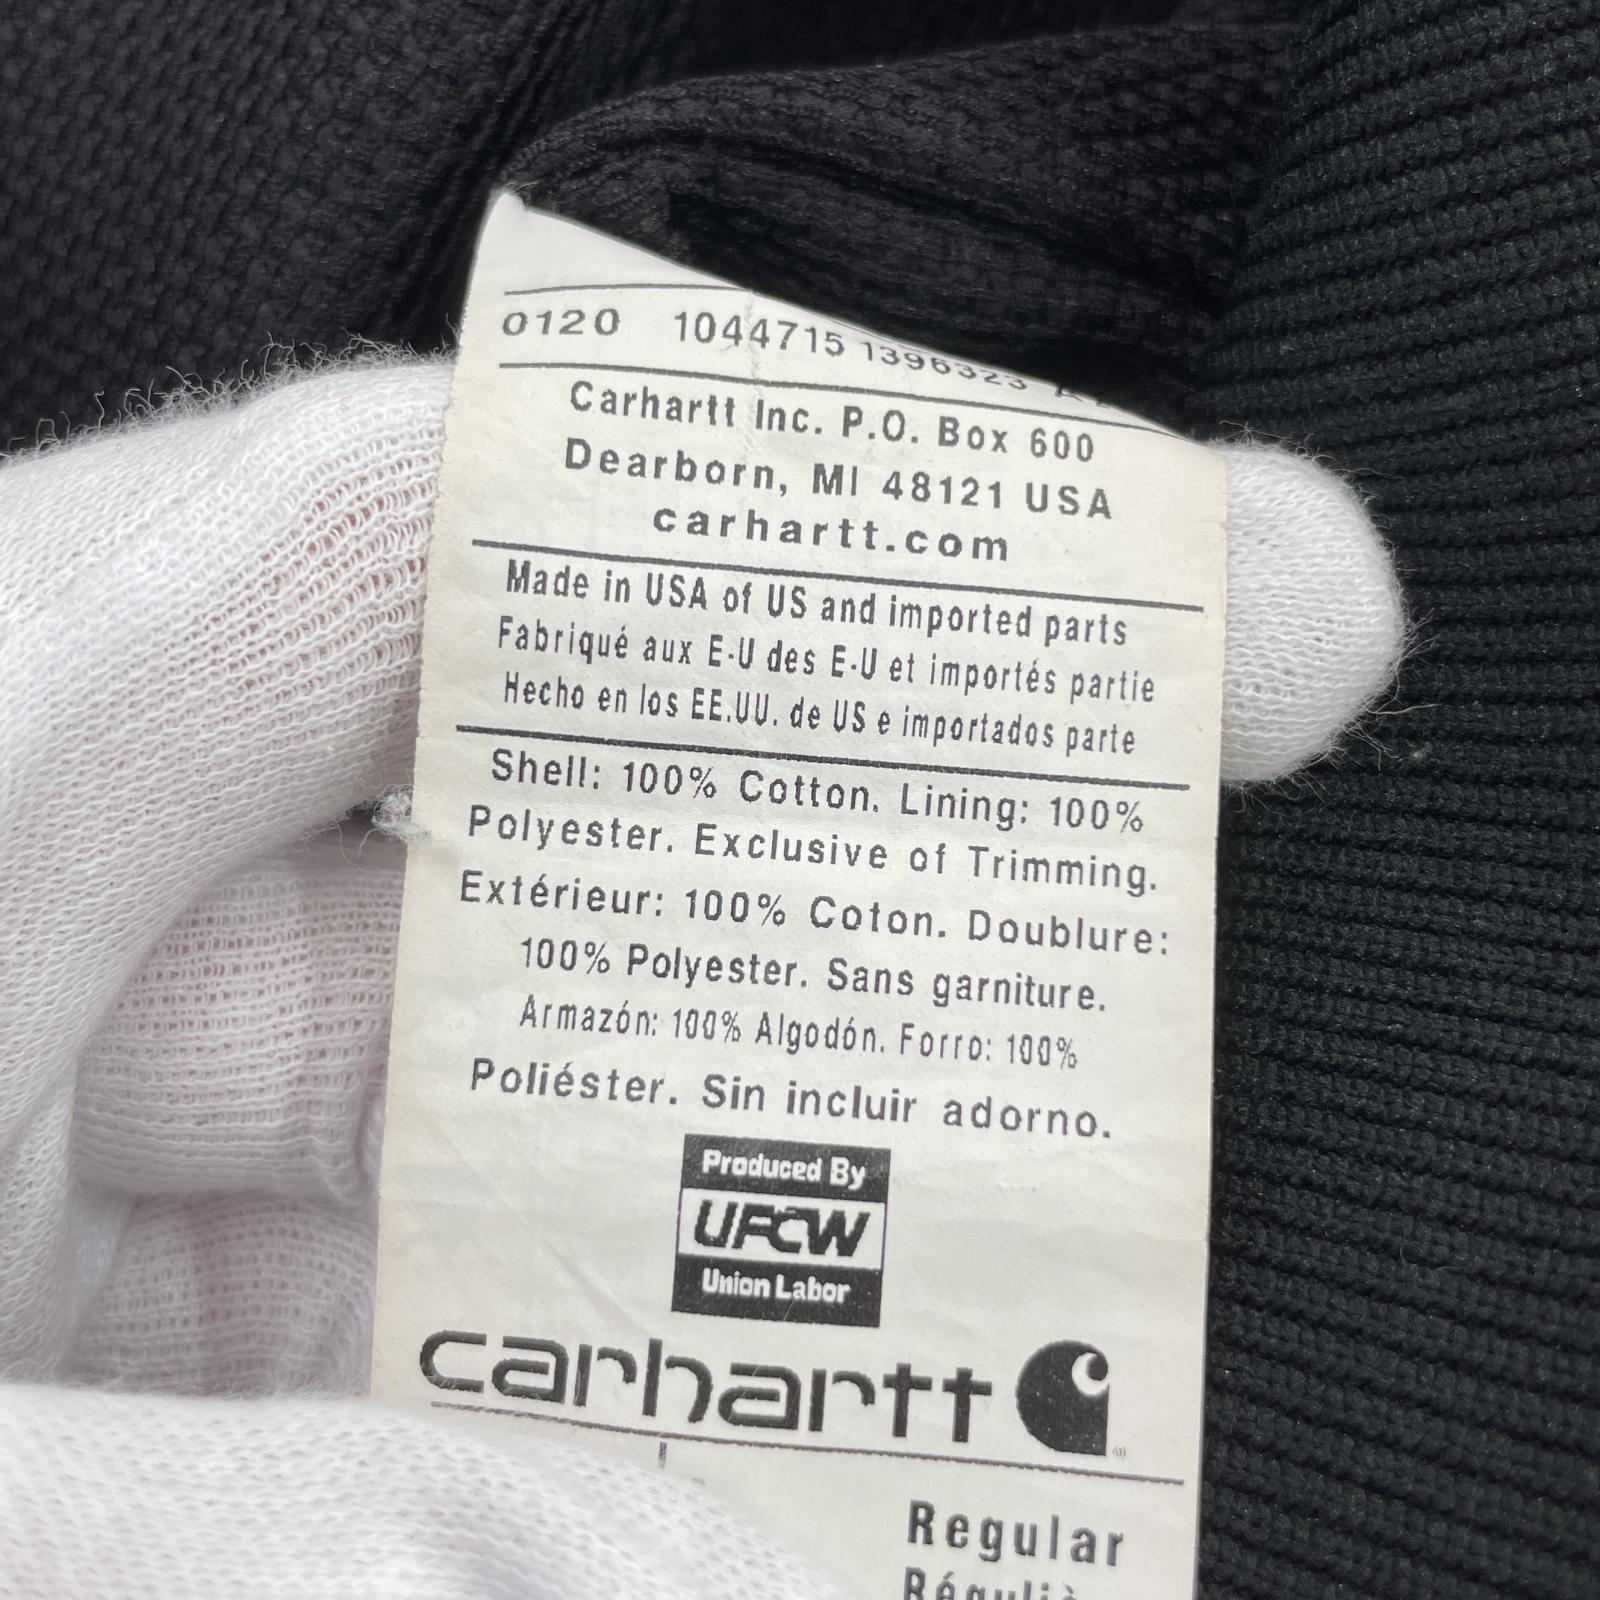 0120 1044715 1396323
Carhartt Inc. P.O. Box 600
Dearborn, MI 48121 USA
carhartt.com
Made in USA of US and imported parts
Fabriqué aux E-U des E-U et importés partie
Hecho en los EE.UU. de US e importados parte
Shell: 100% Cotton. Lining: 100%
Polyester. Exclusive of Trimming.
Extérieur: 100% Coton. Doublure:
100% Polyester. Sans garniture.
Armazón: 100% Algodón. Forro: 100%
Poliéster. Sin incluir adorno.
Produced By
UFCW
Union Labor
carhartt
Regular